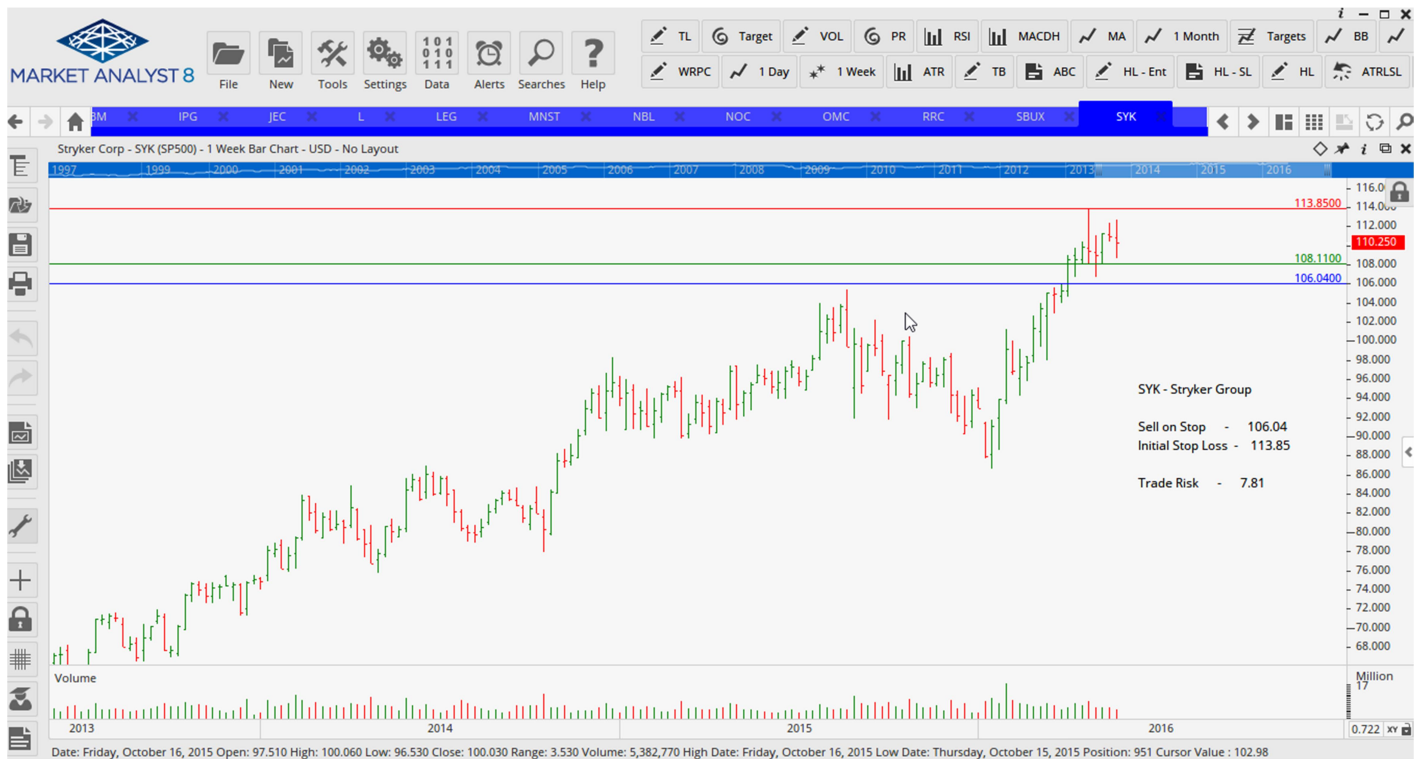 MARKET ANALYST 8
File New Tools Settings Data Alerts Searches Help
101
010
111
TL Target VOL PR RSI MACDH MA 1 Month Targets BB
WRPC 1 Day 1 Week ATR TB ABC HL - Ent HL - SL HL ATRLSL
BM IPG JEC L LEG MNST NBL NOC OMC RRC SBUX SYK
Stryker Corp - SYK (SP500) - 1 Week Bar Chart - USD - No Layout
1997 1999 2000 2001 2002 2003 2004 2005 2006 2007 2008 2009 2010 2011 2012 2013 2014 2015 2016
116.0
113.8500
114.000
112.000
110.250
108.1100
108.000
106.0400
106.000
104.000
102.000
100.000
98.000
96.000
94.000
92.000
90.000
88.000
86.000
84.000
82.000
80.000
78.000
76.000
74.000
72.000
70.000
68.000
SYK - Stryker Group
Sell on Stop - 106.04
Initial Stop Loss - 113.85
Trade Risk - 7.81
Volume
Million
17
2013 2014 2015 2016
0.722 XY
Date: Friday, October 16, 2015 Open: 97.510 High: 100.060 Low: 96.530 Close: 100.030 Range: 3.530 Volume: 5,382,770 High Date: Friday, October 16, 2015 Low Date: Thursday, October 15, 2015 Position: 951 Cursor Value : 102.98